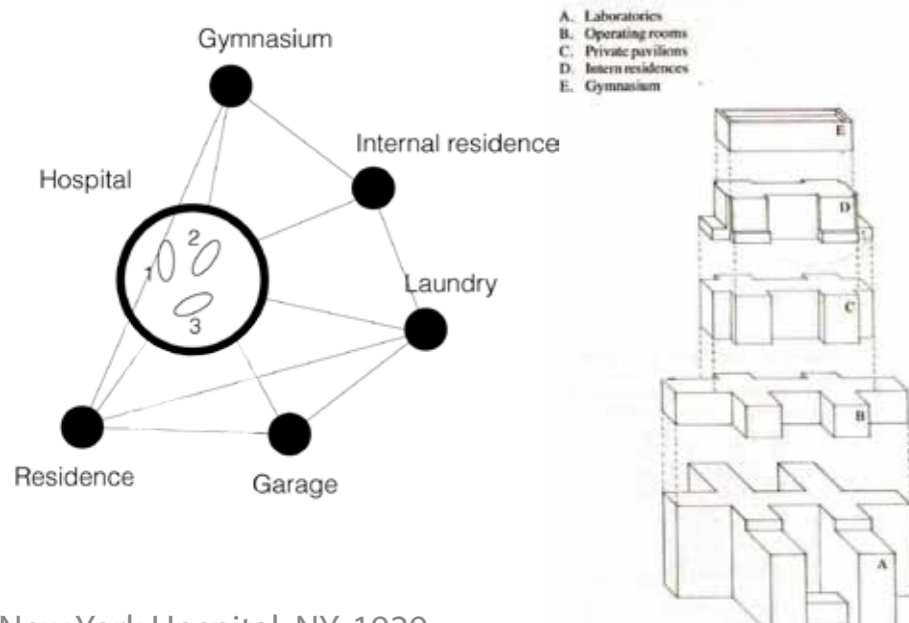 Gymnasium
Internal residence
Hospital
2
1
Laundry
3
Residence
Garage
A. Laboratories
B. Operating rooms
C. Private pavilions
D. Intern residences
E. Gymnasium
E
D
C
B
A
New York Hospital, NY,